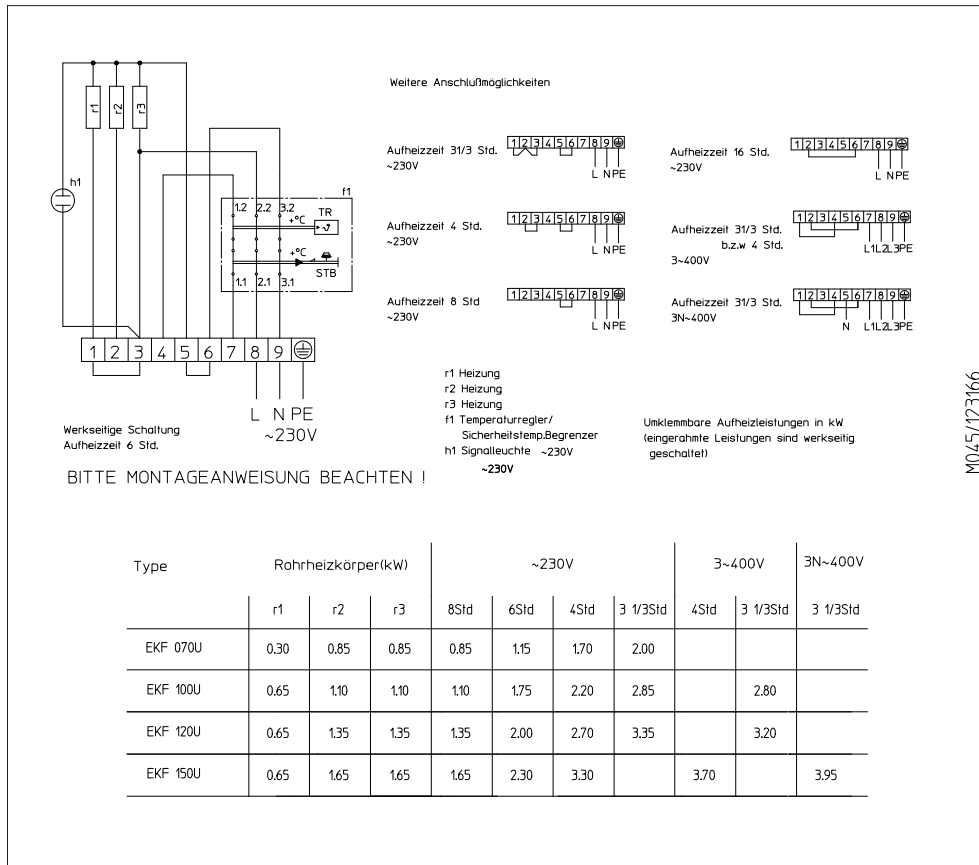 Weitere Anschlußmöglichkeiten
r1
r2
r3
h1
f1
1.2 2.2 3.2
+°C
TR
ϑ
+°C
STB
1.1 2.1 3.1
1 2 3 4 5 6 7 8 9
L N PE
~230V
Werkseitige Schaltung
Aufheizzeit 6 Std.
BITTE MONTAGEANWEISUNG BEACHTEN !
Aufheizzeit 31/3 Std.
~230V
1 2 3 4 5 6 7 8 9
L N PE
Aufheizzeit 4 Std.
~230V
1 2 3 4 5 6 7 8 9
L N PE
Aufheizzeit 8 Std
~230V
1 2 3 4 5 6 7 8 9
L N PE
Aufheizzeit 16 Std.
~230V
1 2 3 4 5 6 7 8 9
L N PE
Aufheizzeit 31/3 Std.
b.z.w 4 Std.
3~400V
1 2 3 4 5 6 7 8 9
L1 L2 L3 PE
Aufheizzeit 31/3 Std.
3N~400V
1 2 3 4 5 6 7 8 9
N L1 L2 L3 PE
r1 Heizung
r2 Heizung
r3 Heizung
f1 Temperaturregler/
Sicherheitstemp.Begrenzer
h1 Signalleuchte ~230V
~230V
Umklemmbare Aufheizleistungen in kW
(eingerahmte Leistungen sind werkseitig
geschaltet)
M045/123166
Type Rohrheizkörper(kW) ~230V 3~400V 3N~400V
r1 r2 r3 8Std 6Std 4Std 3 1/3Std 4Std 3 1/3Std 3 1/3Std
EKF 070U 0.30 0.85 0.85 0.85 1.15 1.70 2.00
EKF 100U 0.65 1.10 1.10 1.10 1.75 2.20 2.85 2.80
EKF 120U 0.65 1.35 1.35 1.35 2.00 2.70 3.35 3.20
EKF 150U 0.65 1.65 1.65 1.65 2.30 3.30 3.70 3.95